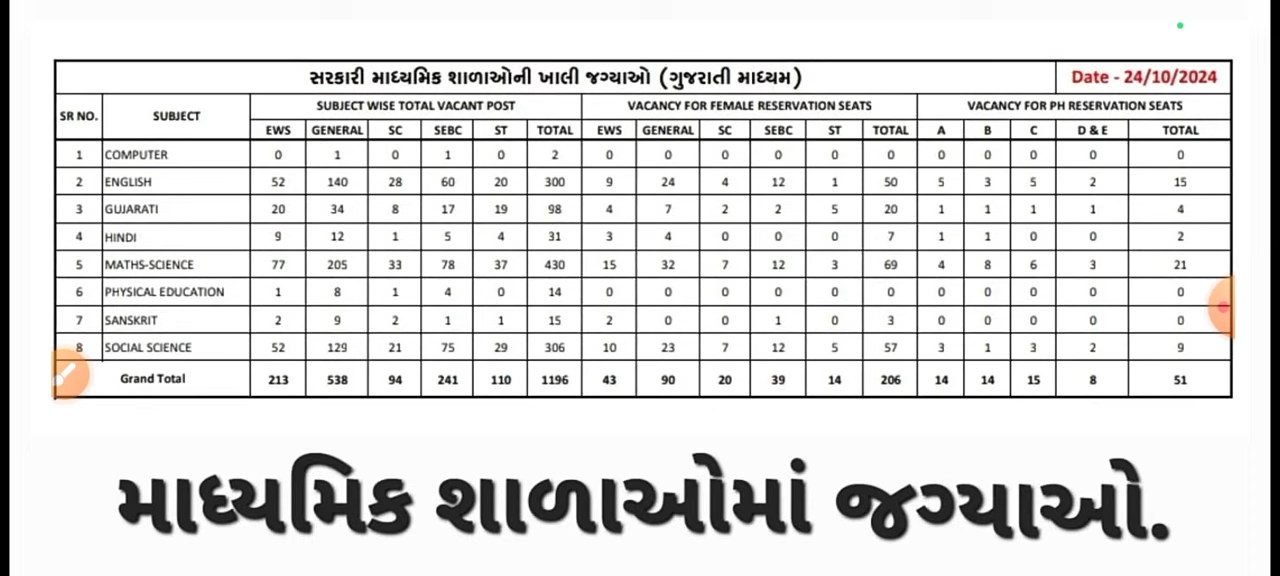 સરકારી માધ્યમિક શાળાઓની ખાલી જગ્યાઓ (ગુજરાતી માધ્યમ) Date - 24/10/2024
SR NO. SUBJECT SUBJECT WISE TOTAL VACANT POST VACANCY FOR FEMALE RESERVATION SEATS VACANCY FOR PH RESERVATION SEATS
EWS GENERAL SC SEBC ST TOTAL EWS GENERAL SC SEBC ST TOTAL A B C D & E TOTAL
1 COMPUTER 0 1 0 1 0 2 0 0 0 0 0 0 0 0 0 0 0
2 ENGLISH 52 140 28 60 20 300 9 24 4 12 1 50 5 3 5 2 15
3 GUJARATI 20 34 8 17 19 98 4 7 2 2 5 20 1 1 1 1 4
4 HINDI 9 12 1 5 4 31 3 4 0 0 0 7 1 1 0 0 2
5 MATHS-SCIENCE 77 205 33 78 37 430 15 32 7 12 3 69 4 8 6 3 21
6 PHYSICAL EDUCATION 1 8 1 4 0 14 0 0 0 0 0 0 0 0 0 0 0
7 SANSKRIT 2 9 2 1 1 15 2 0 0 1 0 3 0 0 0 0 0
8 SOCIAL SCIENCE 52 129 21 75 29 306 10 23 7 12 5 57 3 1 3 2 9
Grand Total 213 538 94 241 110 1196 43 90 20 39 14 206 14 14 15 8 51
માધ્યમિક શાળાઓમાં જગ્યાઓ.